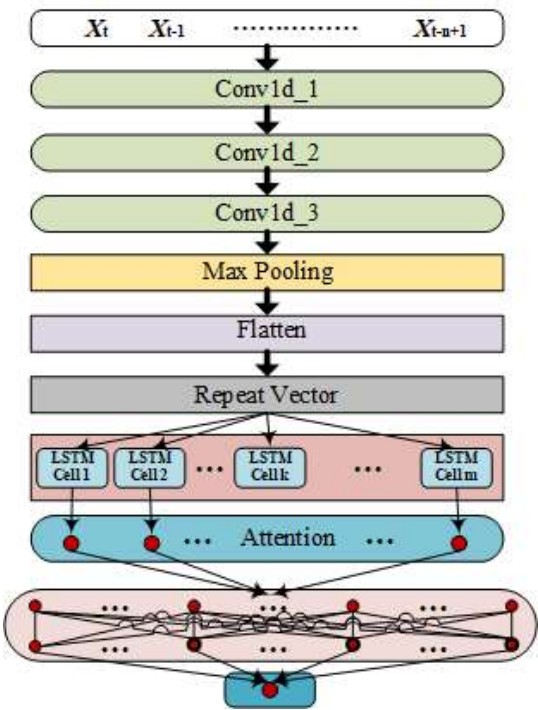 Xt Xt-1 ................ Xt-n+1
Conv1d_1
Conv1d_2
Conv1d_3
Max Pooling
Flatten
Repeat Vector
LSTM Cell 1
LSTM Cell 2
...
LSTM Cell k
...
LSTM Cell m
... Attention ...
... ... ...
... ... ...